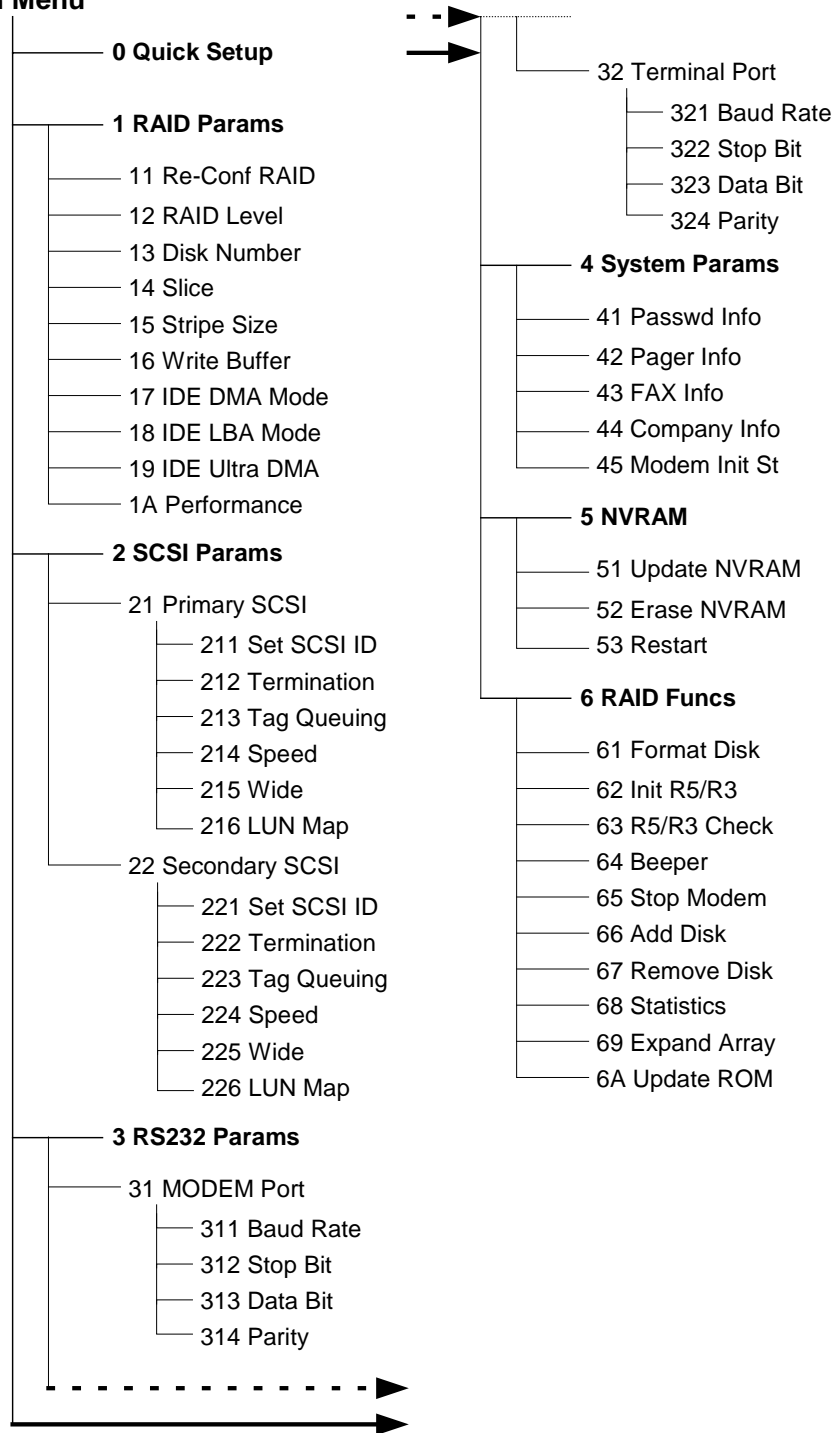 Menu
0 Quick Setup
1 RAID Params
11 Re-Conf RAID
12 RAID Level
13 Disk Number
14 Slice
15 Stripe Size
16 Write Buffer
17 IDE DMA Mode
18 IDE LBA Mode
19 IDE Ultra DMA
1A Performance
2 SCSI Params
21 Primary SCSI
211 Set SCSI ID
212 Termination
213 Tag Queuing
214 Speed
215 Wide
216 LUN Map
22 Secondary SCSI
221 Set SCSI ID
222 Termination
223 Tag Queuing
224 Speed
225 Wide
226 LUN Map
3 RS232 Params
31 MODEM Port
311 Baud Rate
312 Stop Bit
313 Data Bit
314 Parity
32 Terminal Port
321 Baud Rate
322 Stop Bit
323 Data Bit
324 Parity
4 System Params
41 Passwd Info
42 Pager Info
43 FAX Info
44 Company Info
45 Modem Init St
5 NVRAM
51 Update NVRAM
52 Erase NVRAM
53 Restart
6 RAID Funcs
61 Format Disk
62 Init R5/R3
63 R5/R3 Check
64 Beeper
65 Stop Modem
66 Add Disk
67 Remove Disk
68 Statistics
69 Expand Array
6A Update ROM